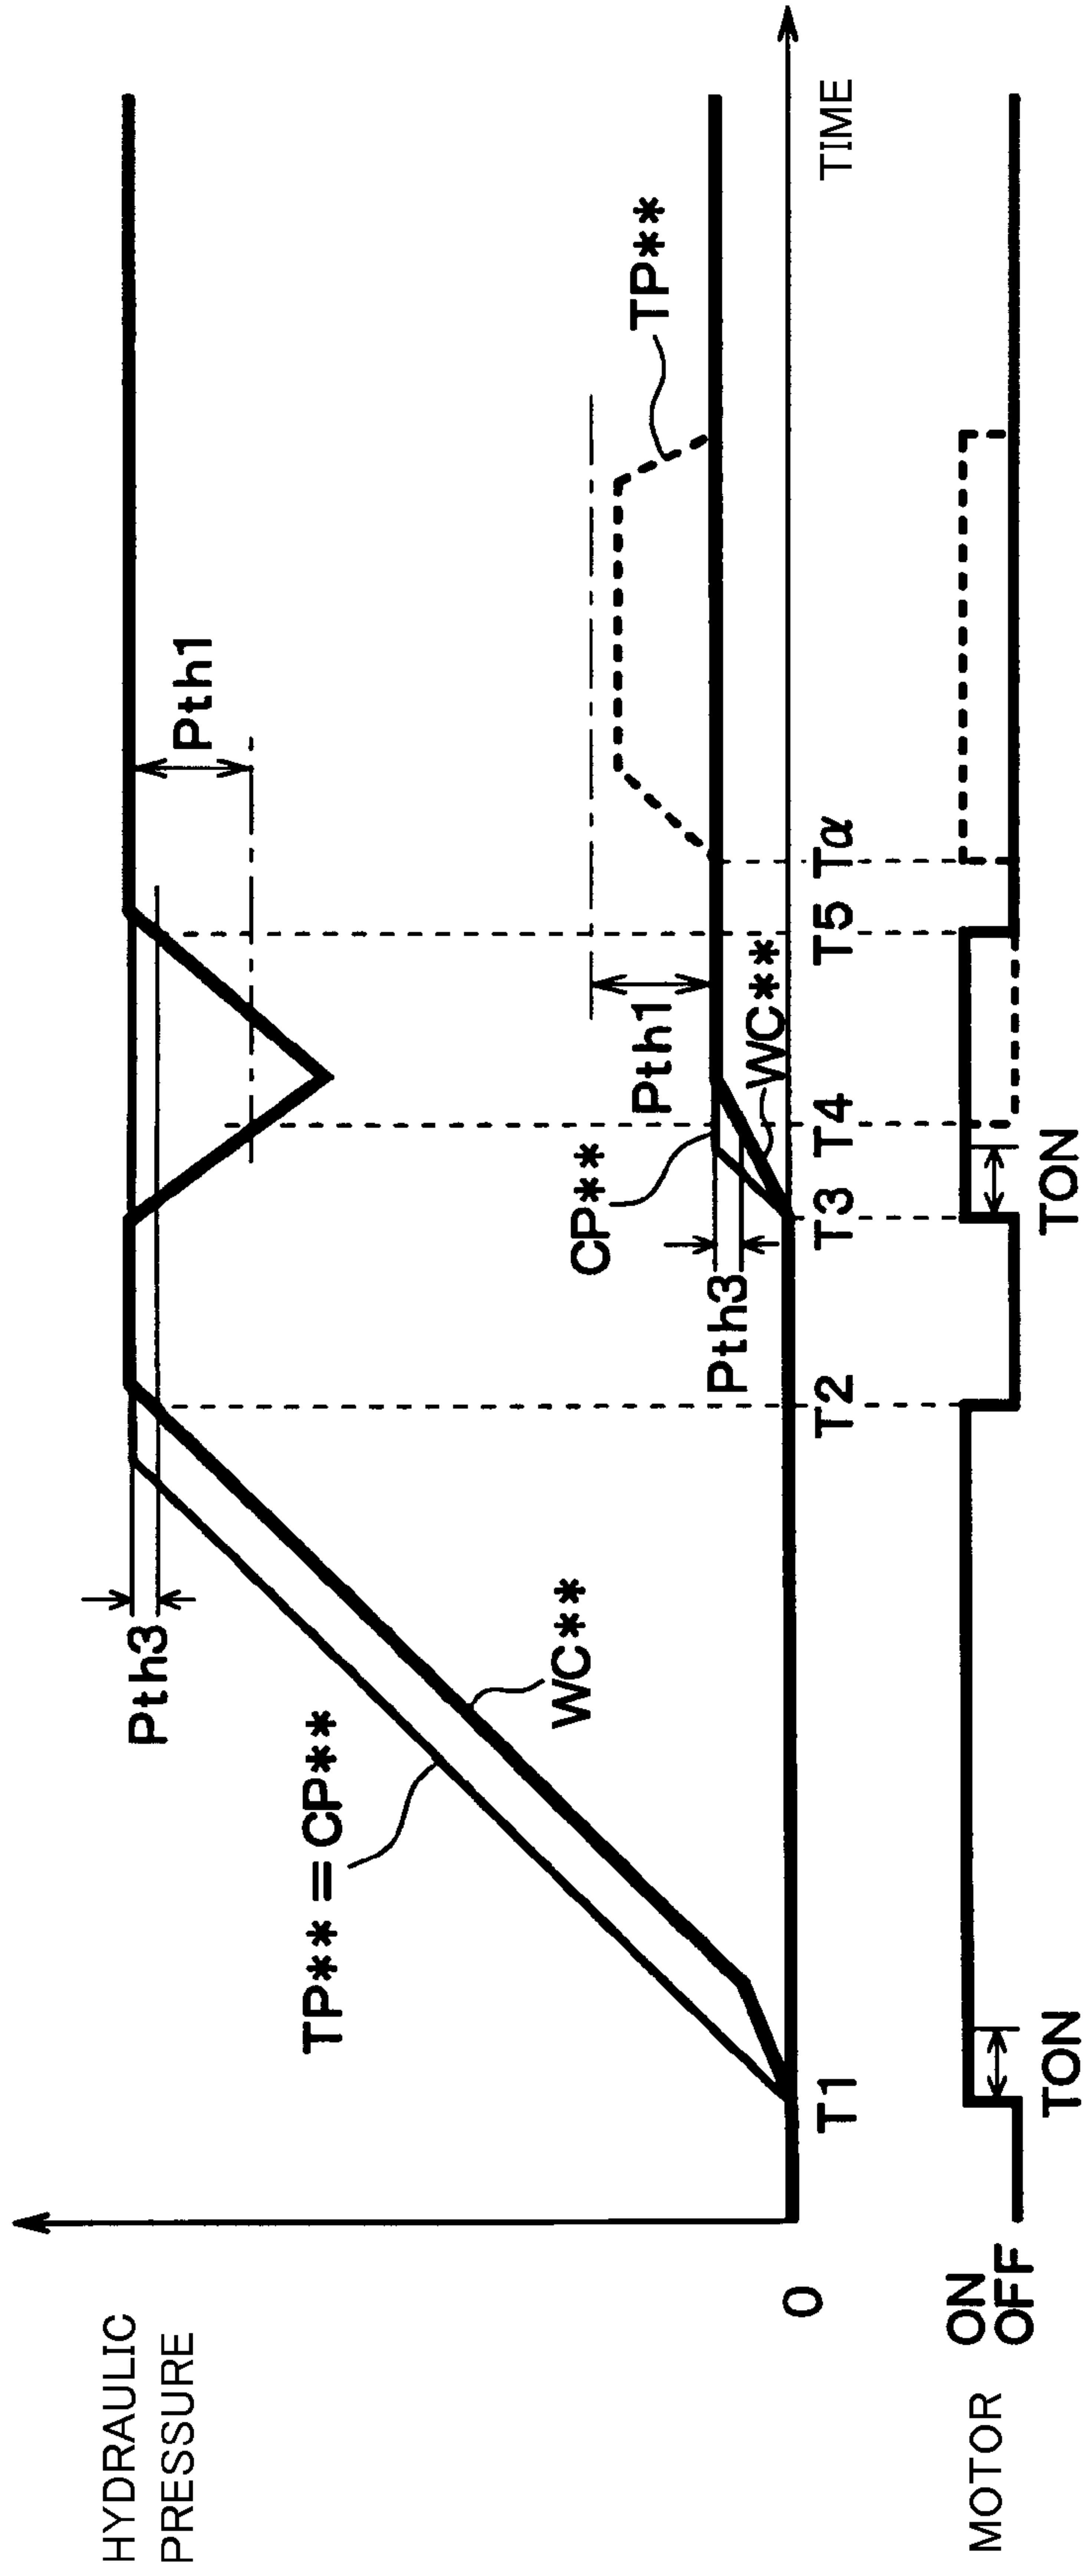 HYDRAULIC
PRESSURE
Pth3
Pth1
TP** = CP**
WC**
TP**
CP**
Pth1
Pth3
WC**
0
T1
T2
T3
T4
T5
Tα
TIME
MOTOR
ON
OFF
TON
TON